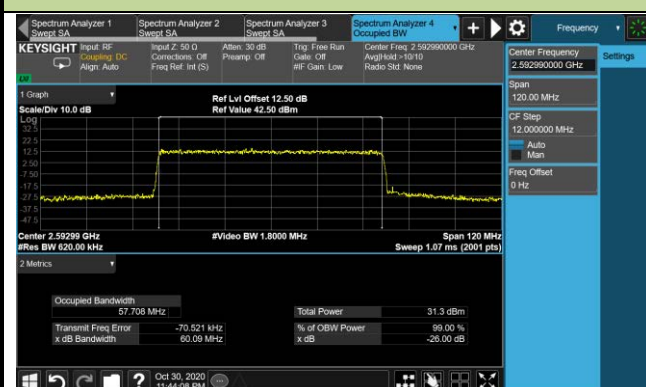 Spectrum Analyzer 1 Spectrum Analyzer 2 Spectrum Analyzer 3 Spectrum Analyzer 4 Frequency
Swept SA Swept SA Swept SA Occupied BW
KEYSIGHT Input: RF Input Z: 50 Ω Atten: 30 dB Trig: Free Run Center Freq: 2.592990000 GHz
Coupling: DC Corrections: Off Preamp: Off Gate: Off Avg|Hold:>10/10
Align: Auto Freq Ref: Int (S) #IF Gain: Low Radio Std: None
Center Frequency Settings
2.592990000 GHz
Span
120.00 MHz
CF Step
12.000000 MHz
Auto
Man
Freq Offset
0 Hz
1 Graph Ref Lvl Offset 12.50 dB
Scale/Div 10.0 dB Ref Value 42.50 dBm
Log
32.5
22.5
12.5
2.50
-7.50
-17.5
-27.5
-37.5
-47.5
Center 2.59299 GHz #Video BW 1.8000 MHz Span 120 MHz
#Res BW 620.00 kHz Sweep 1.07 ms (2001 pts)
2 Metrics
Occupied Bandwidth
57.708 MHz Total Power 31.3 dBm
Transmit Freq Error -70.521 kHz % of OBW Power 99.00 %
x dB Bandwidth 60.09 MHz x dB -26.00 dB
Oct 30, 2020
11:44:08 PM